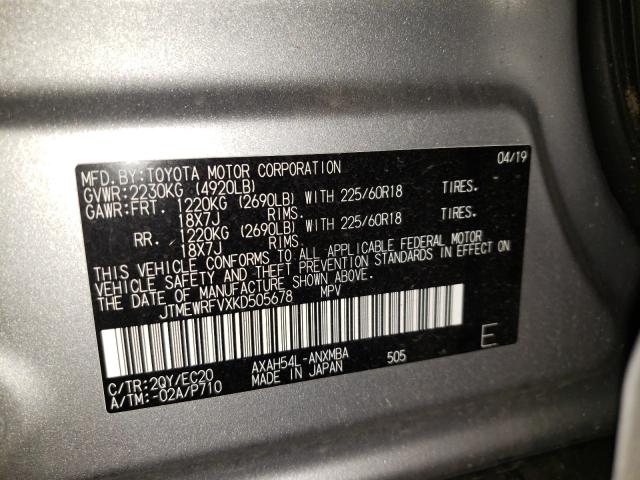 MFD.BY:TOYOTA MOTOR CORPORATION 04/19
GVWR:2230KG (4920LB)
GAWR:FRT. 1220KG (2690LB) WITH 225/60R18 TIRES.
18X7J RIMS.
RR. 1220KG (2690LB) WITH 225/60R18 TIRES.
18X7J RIMS.
THIS VEHICLE CONFORMS TO ALL APPLICABLE FEDERAL MOTOR
VEHICLE SAFETY AND THEFT PREVENTION STANDARDS IN EFFECT ON
THE DATE OF MANUFACTURE SHOWN ABOVE.
JTMEWRFVXKD505678 MPV
C/TR:2QY/EC20 AXAH54L-ANXMBA 505 E
A/TM:-02A/P710 MADE IN JAPAN